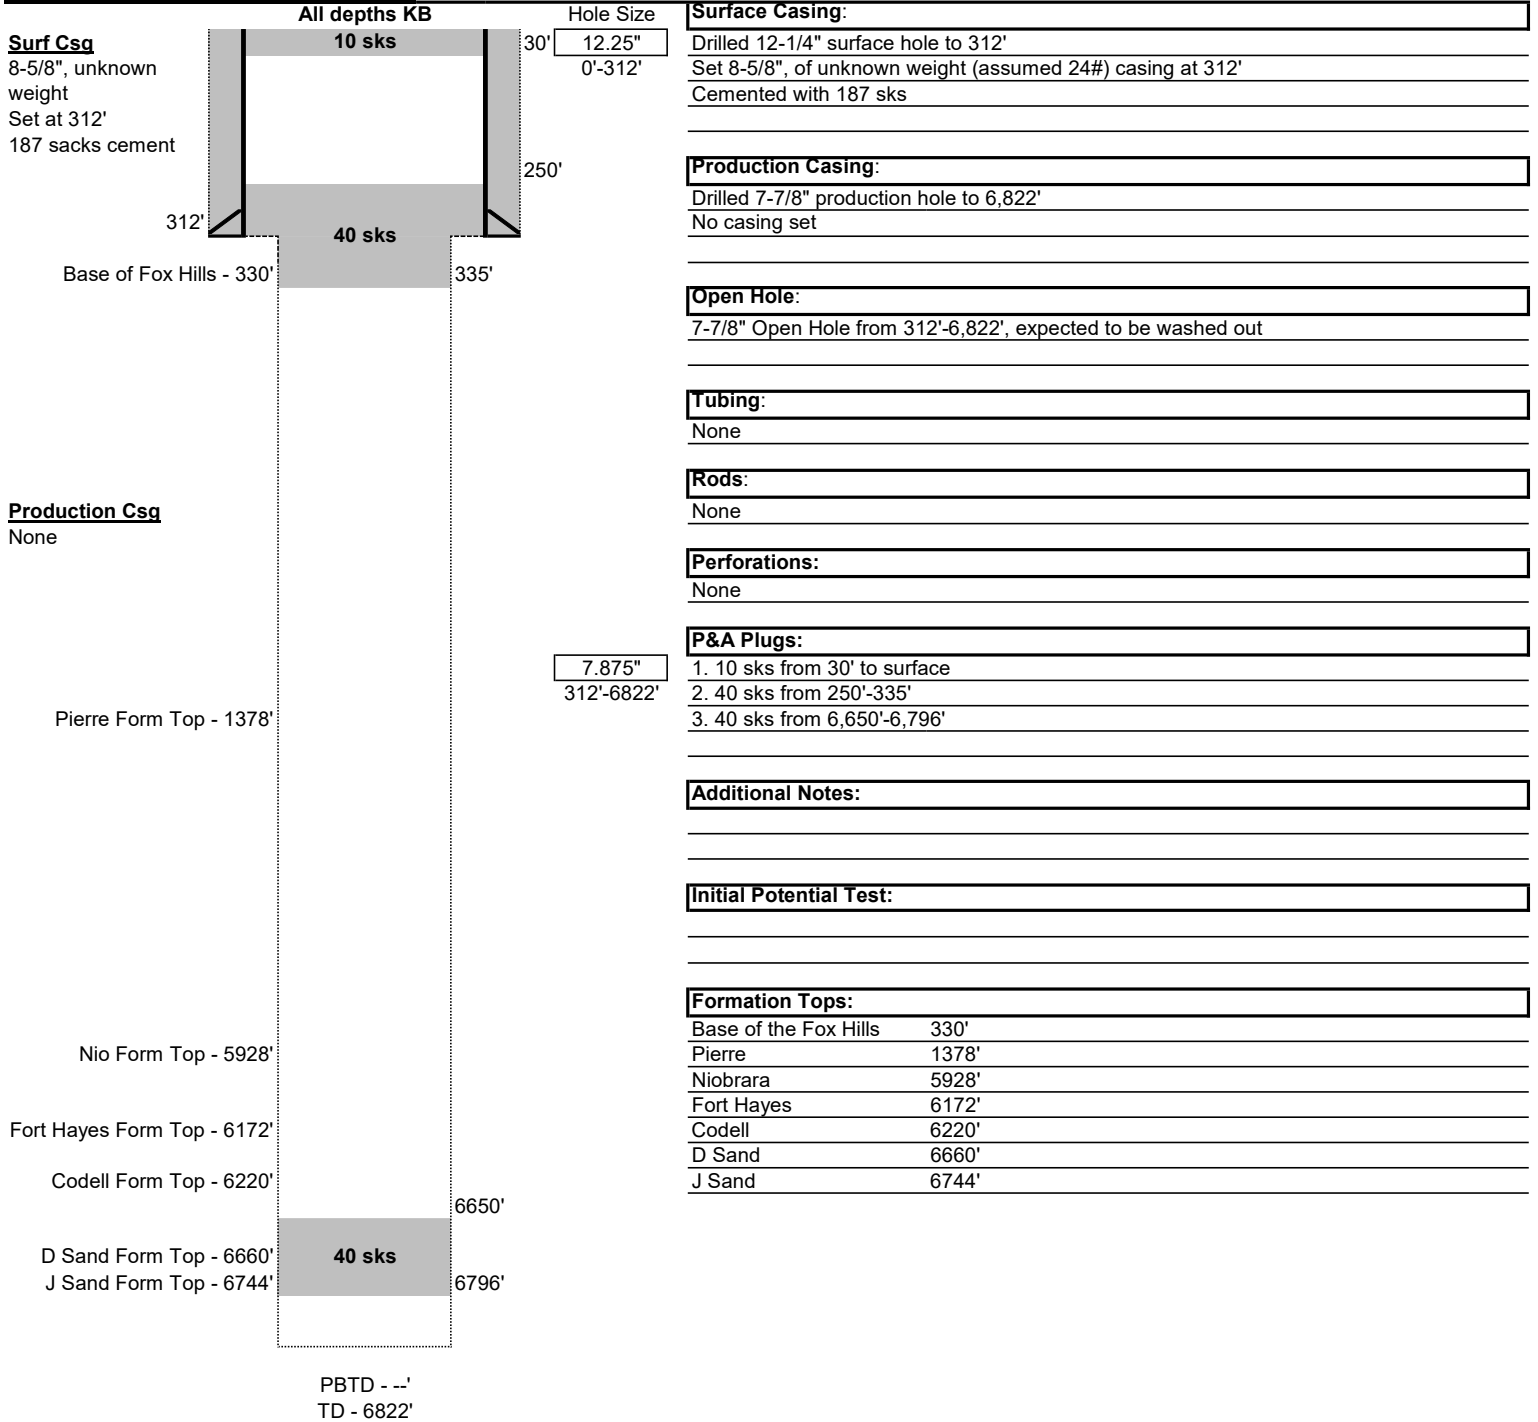 All depths KB
Hole Size
Surf Csg
8-5/8", unknown
weight
Set at 312'
187 sacks cement
10 sks
30'
12.25"
0'-312'
250'
312'
40 sks
Base of Fox Hills - 330'
335'
Production Csg
None
7.875"
312'-6822'
Pierre Form Top - 1378'
Nio Form Top - 5928'
Fort Hayes Form Top - 6172'
Codell Form Top - 6220'
6650'
D Sand Form Top - 6660'
40 sks
J Sand Form Top - 6744'
6796'
PBTD - --'
TD - 6822'
Surface Casing:
Drilled 12-1/4" surface hole to 312'
Set 8-5/8", of unknown weight (assumed 24#) casing at 312'
Cemented with 187 sks
Production Casing:
Drilled 7-7/8" production hole to 6,822'
No casing set
Open Hole:
7-7/8" Open Hole from 312'-6,822', expected to be washed out
Tubing:
None
Rods:
None
Perforations:
None
P&A Plugs:
1. 10 sks from 30' to surface
2. 40 sks from 250'-335'
3. 40 sks from 6,650'-6,796'
Additional Notes:
Initial Potential Test:
Formation Tops:
Base of the Fox Hills 330'
Pierre 1378'
Niobrara 5928'
Fort Hayes 6172'
Codell 6220'
D Sand 6660'
J Sand 6744'